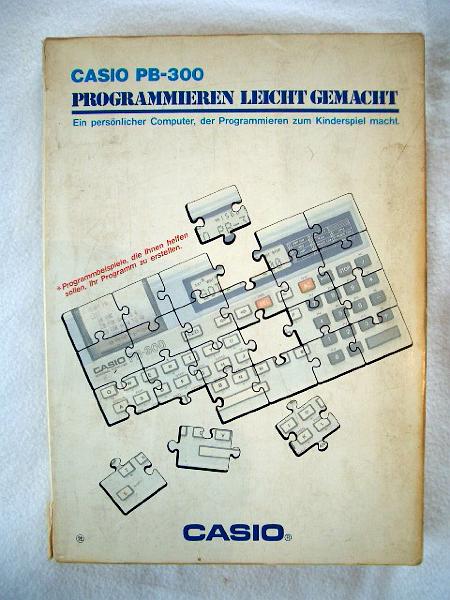 CASIO PB-300
PROGRAMMIEREN LEICHT GEMACHT
Ein persönlicher Computer, der Programmieren zum Kinderspiel macht.
*Programmbeispiele, die Ihnen helfen
sollen, Ihr Programm zu erstellen.
CASIO
CASIO®